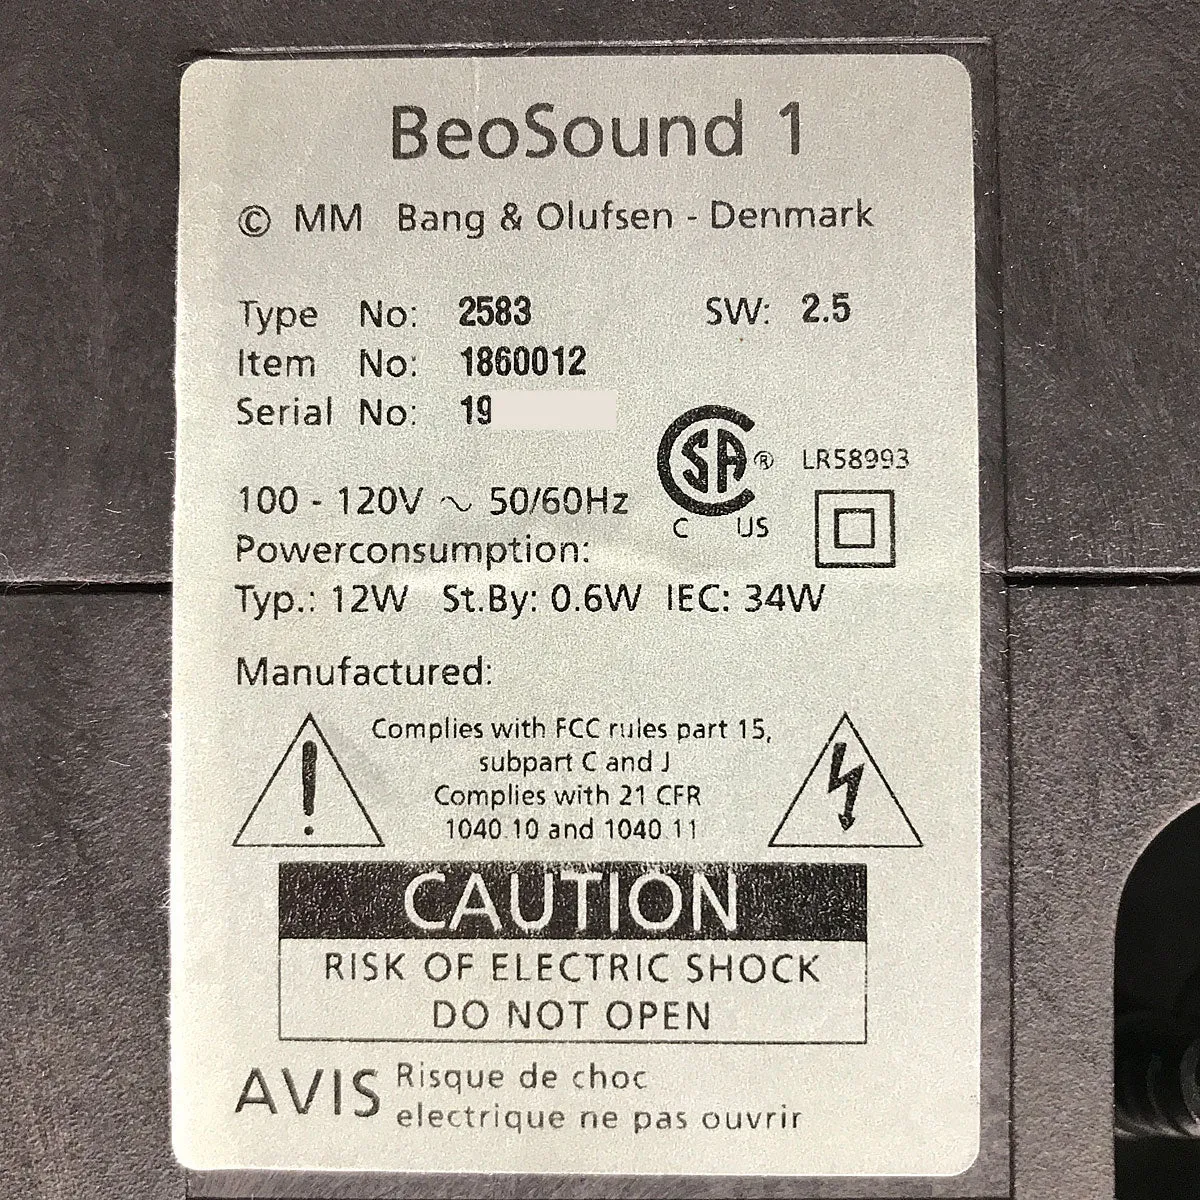 BeoSound 1
© MM Bang & Olufsen - Denmark
Type No: 2583 SW: 2.5
Item No: 1860012
Serial No: 19
SA ® LR58993
C US
100 - 120V ~ 50/60Hz
Powerconsumption:
Typ.: 12W St.By: 0.6W IEC: 34W
Manufactured:
Complies with FCC rules part 15,
subpart C and J
Complies with 21 CFR
1040.10 and 1040.11
CAUTION
RISK OF ELECTRIC SHOCK
DO NOT OPEN
AVIS Risque de choc
electrique ne pas ouvrir